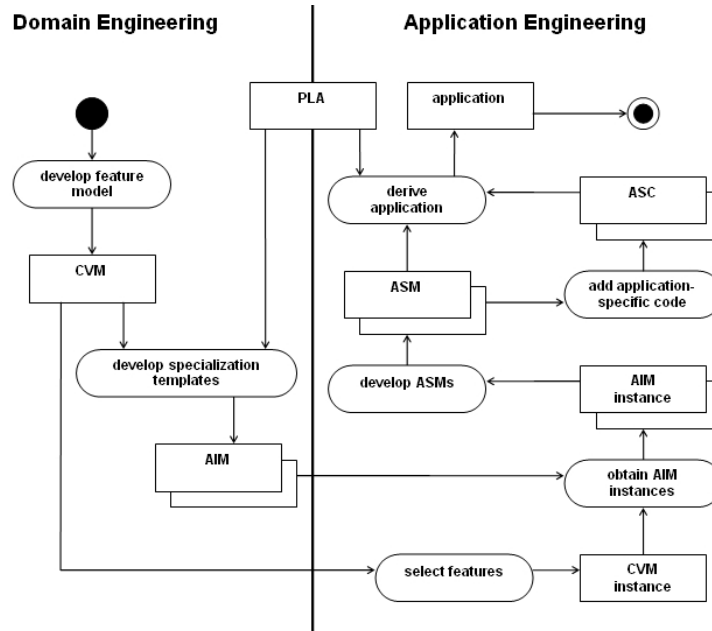 Domain Engineering
Application Engineering
PLA
application
develop feature
model
derive
application
ASC
CVM
ASM
add application-
specific code
develop specialization
templates
develop ASMs
AIM
instance
AIM
obtain AIM
instances
select features
CVM
instance